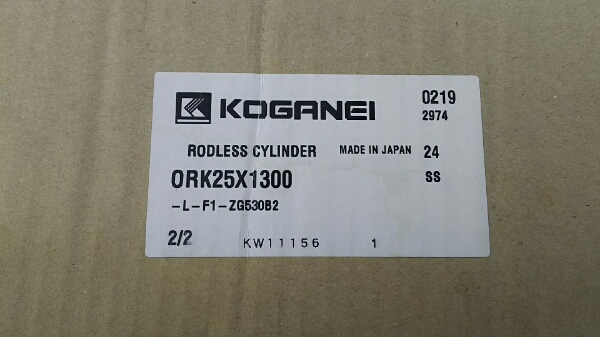 KOGANEI 0219
2974
RODLESS CYLINDER MADE IN JAPAN 24
ORK25X1300 SS
-L-F1-ZG530B2
2/2 KW11156 1